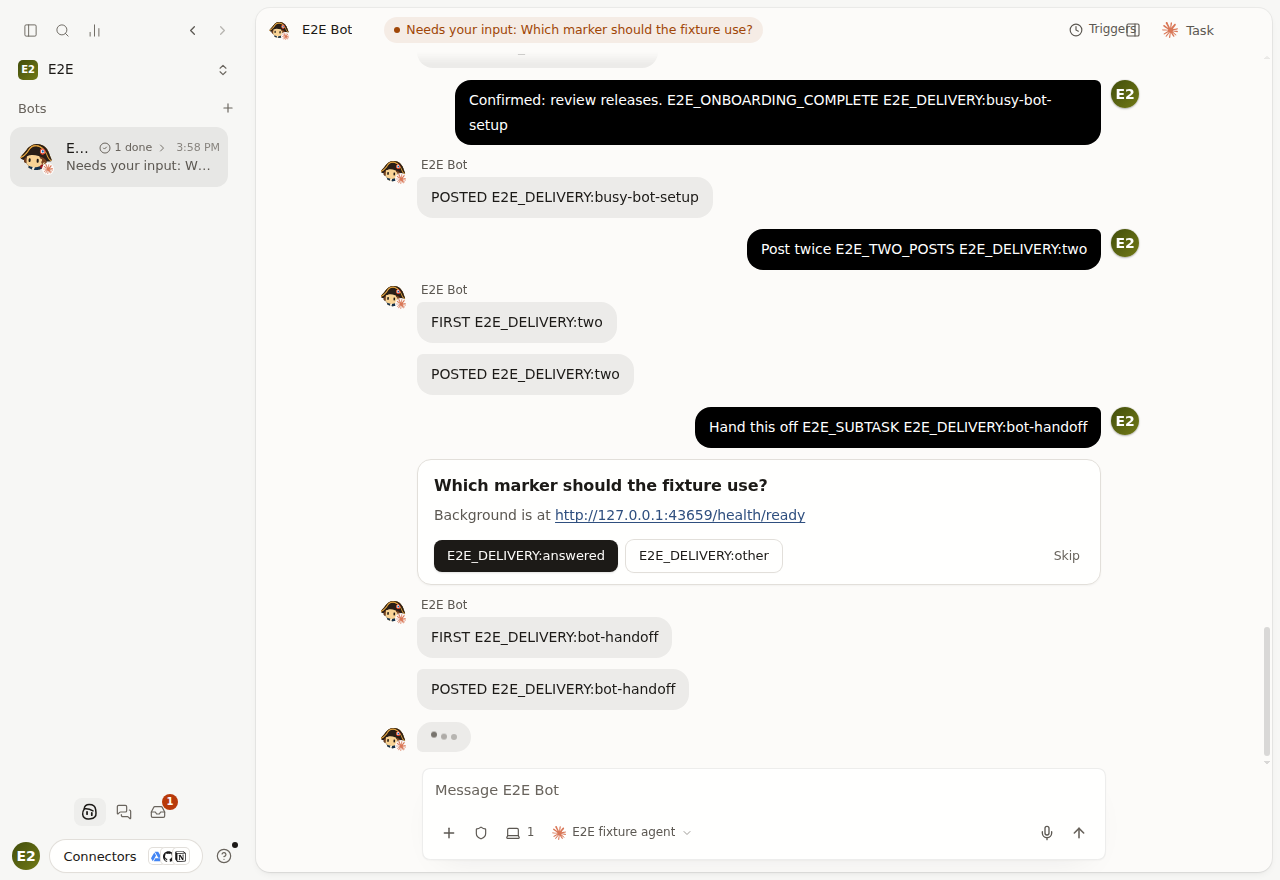 E2E Bot
Needs your input: Which marker should the fixture use?
Triggers
Task
E2 E2E
Bots
E... 1 done 3:58 PM
Needs your input: W...
Confirmed: review releases. E2E_ONBOARDING_COMPLETE E2E_DELIVERY:busy-bot-
setup
E2
E2E Bot
POSTED E2E_DELIVERY:busy-bot-setup
Post twice E2E_TWO_POSTS E2E_DELIVERY:two
E2
E2E Bot
FIRST E2E_DELIVERY:two
POSTED E2E_DELIVERY:two
Hand this off E2E_SUBTASK E2E_DELIVERY:bot-handoff
E2
Which marker should the fixture use?
Background is at http://127.0.0.1:43659/health/ready
E2E_DELIVERY:answered E2E_DELIVERY:other Skip
E2E Bot
FIRST E2E_DELIVERY:bot-handoff
POSTED E2E_DELIVERY:bot-handoff
Message E2E Bot
1 E2E fixture agent
1
E2 Connectors